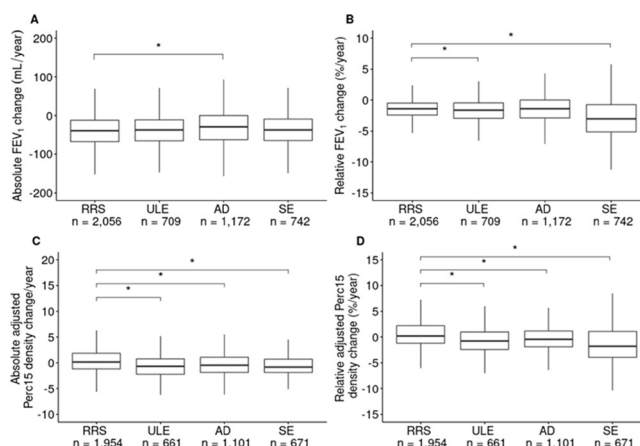 A
Absolute FEV1 change (mL/year)
200
100
0
-100
-200
*
RRS ULE AD SE
n = 2,056 n = 709 n = 1,172 n = 742
B
Relative FEV1 change (%/year)
10
5
0
-5
-10
-15
*
*
RRS ULE AD SE
n = 2,056 n = 709 n = 1,172 n = 742
C
Absolute adjusted
Perc15 density change/year
20
15
10
5
0
-5
-10
*
*
*
RRS ULE AD SE
n = 1,954 n = 661 n = 1,101 n = 671
D
Relative adjusted Perc15
density change (%/year)
15
10
5
0
-5
-10
-15
*
*
*
RRS ULE AD SE
n = 1,954 n = 661 n = 1,101 n = 671